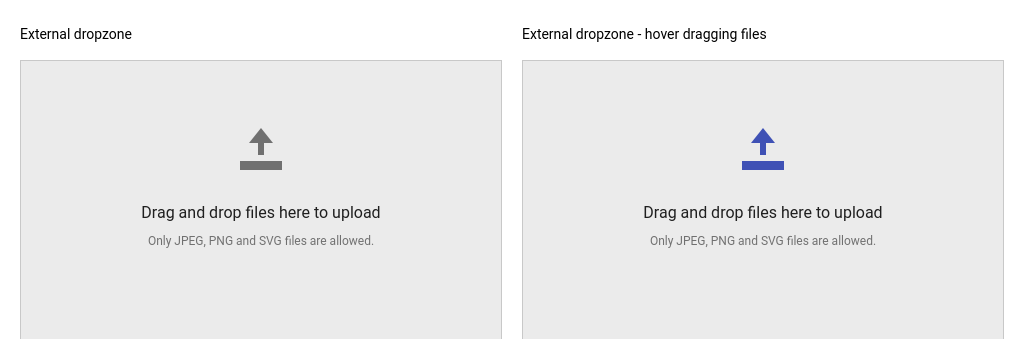 External dropzone
External dropzone - hover dragging files
Drag and drop files here to upload
Only JPEG, PNG and SVG files are allowed.
Drag and drop files here to upload
Only JPEG, PNG and SVG files are allowed.